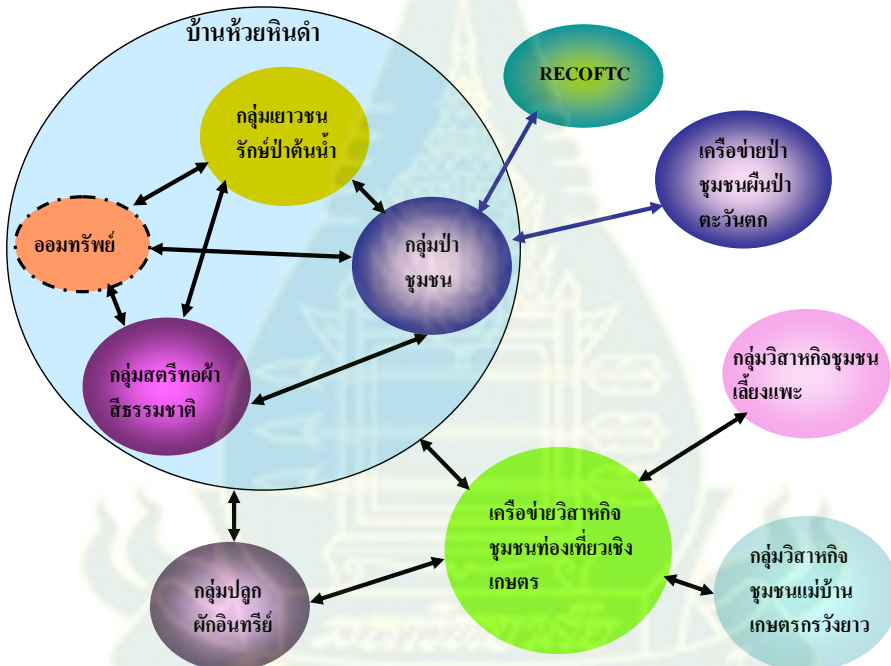 บ้านห้วยหินดำ
RECOFTC
กลุ่มเยาวชน
รักษ์ป่าต้นน้ำ
เครือข่ายป่า
ชุมชนผืนป่า
ตะวันตก
ออมทรัพย์
กลุ่มป่า
ชุมชน
กลุ่มสตรีทอผ้า
สีธรรมชาติ
กลุ่มวิสาหกิจชุมชน
เลี้ยงแพะ
เครือข่ายวิสาหกิจ
ชุมชนท่องเที่ยวเชิง
เกษตร
กลุ่มปลูก
ผักอินทรีย์
กลุ่มวิสาหกิจ
ชุมชนแม่บ้าน
เกษตรกรวังยาว